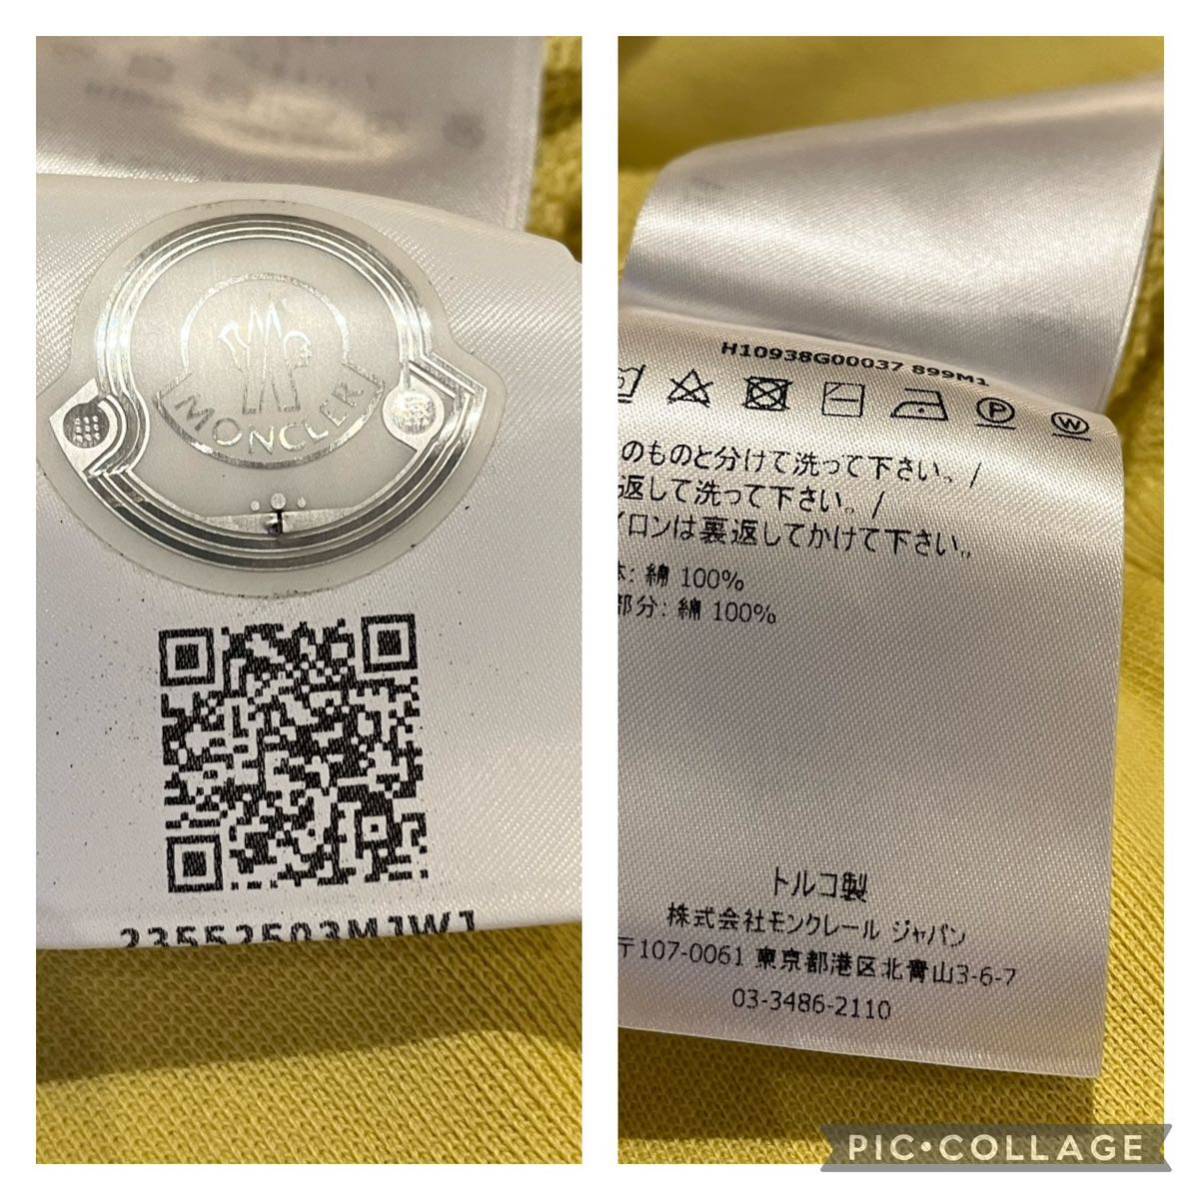 MONCLER
23552503M1W1
H10938G00037 899M1
P
W
のものと分けて洗って下さい。/
返して洗って下さい。/
イロンは裏返してかけて下さい。
体: 綿 100%
部分: 綿 100%
トルコ製
株式会社モンクレール ジャパン
〒107-0061 東京都港区北青山3-6-7
03-3486-2110
PIC•COLLAGE